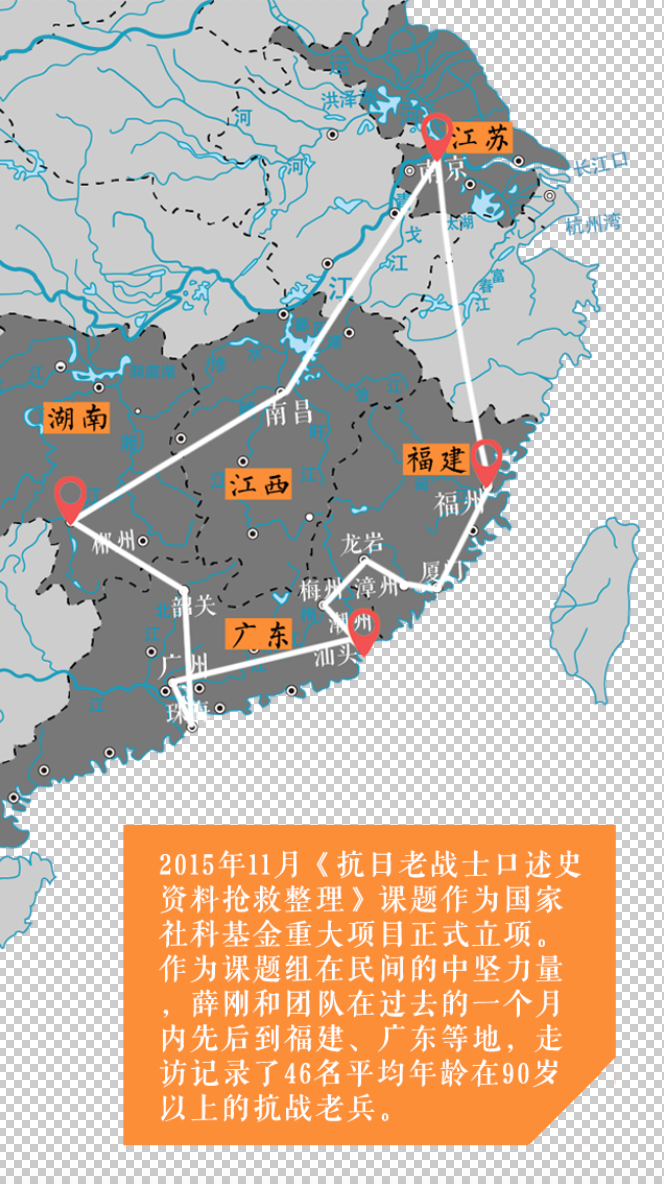 洪泽湖
河
江苏
南京
长江口
河
太湖
杭州湾
戈
江
富
春
江
江
江
湖南
南昌
福建
江西
江
福州
江
郴州
龙岩
厦门
梅州
漳州
韶关
潮州
北
江
广东
汕头
广州
珠海
江
2015年11月《抗日老战士口述史
资料抢救整理》课题作为国家
社科基金重大项目正式立项。
作为课题组在民间的中坚力量
，薛刚和团队在过去的一个月
内先后到福建、广东等地，走
访记录了46名平均年龄在90岁
以上的抗战老兵。